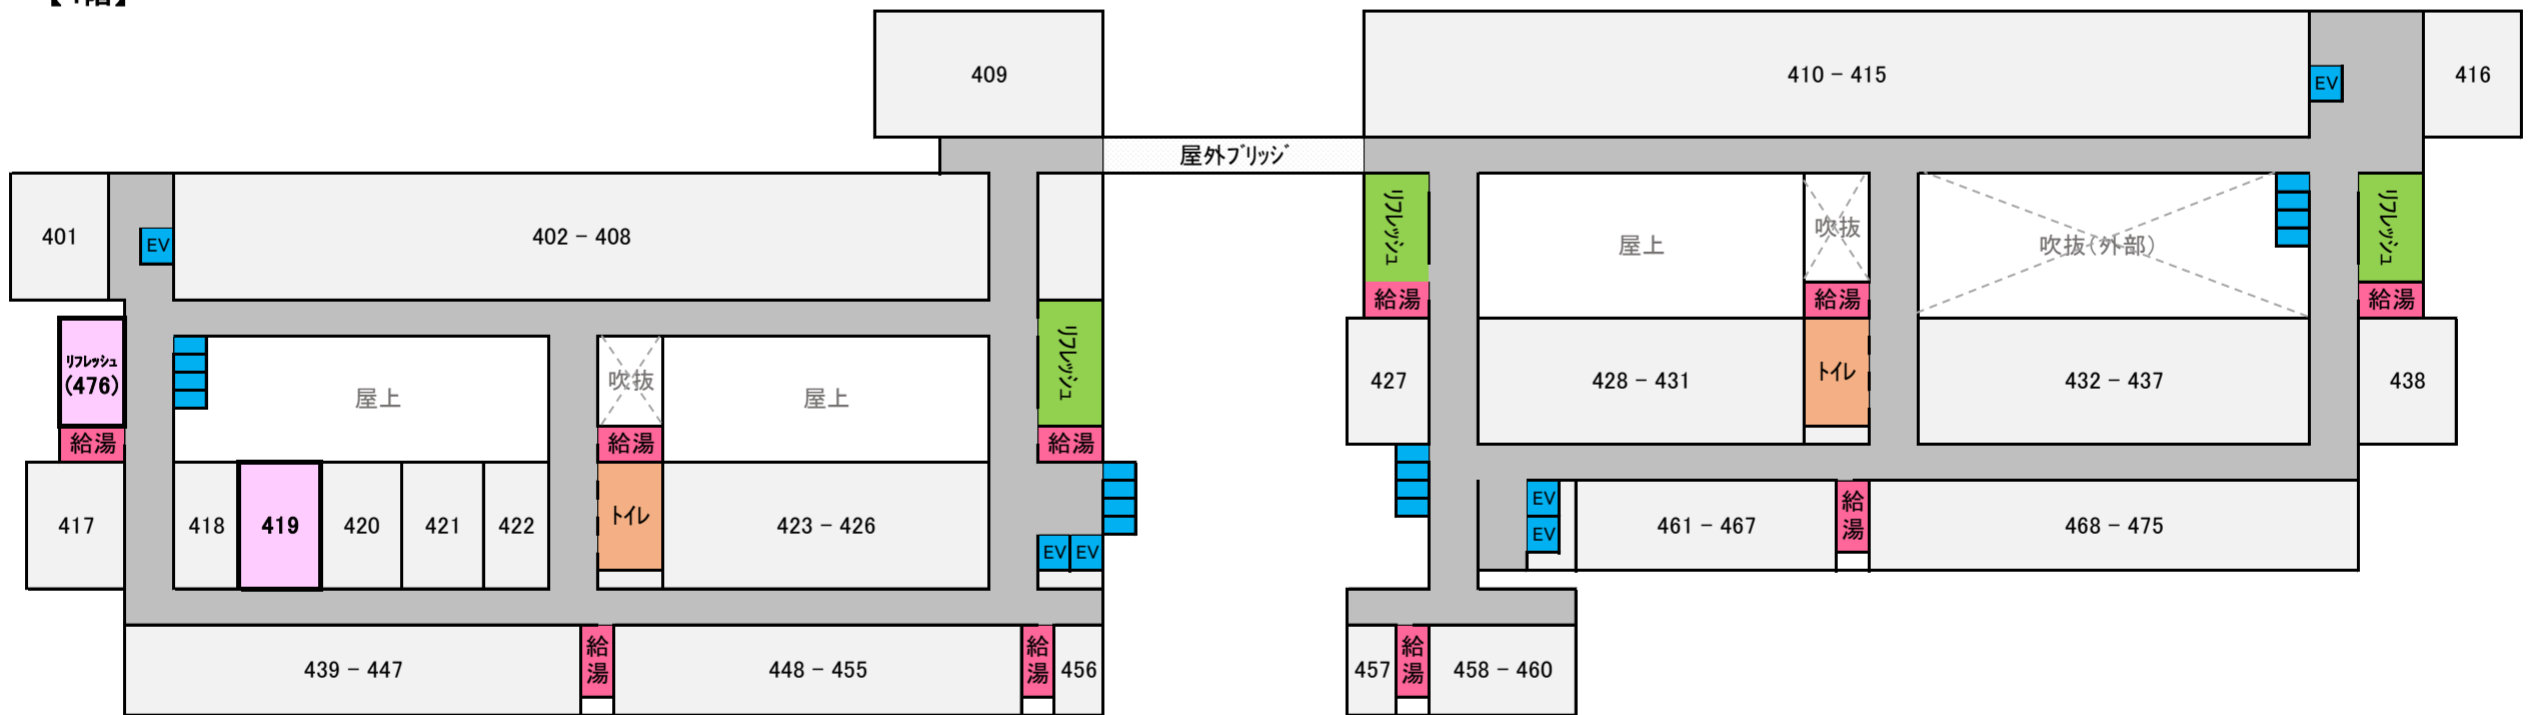 409
410 − 415
416
EV
屋外ブリッジ
401
EV
402 − 408
リフレッシュ
屋上
吹抜
吹抜(外部)
リフレッシュ
給湯
給湯
給湯
リフレッシュ
(476)
屋上
吹抜
屋上
リフレッシュ
427
428 − 431
トイレ
432 − 437
438
給湯
給湯
給湯
417
418
419
420
421
422
トイレ
423 − 426
EV
EV
EV
EV
461 − 467
給湯
468 − 475
439 − 447
給湯
448 − 455
給湯
456
457
給湯
458 − 460